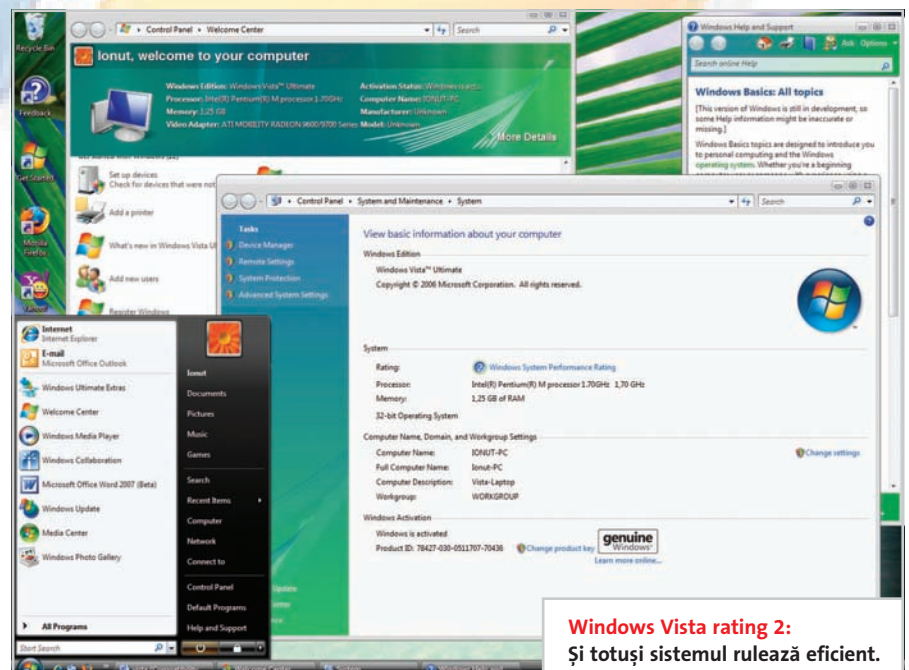 Recycle Bin
Feedback
Get Started
Mozilla Firefox
Control Panel ▸ Welcome Center
Search
Ionut, welcome to your computer
Windows Edition: Windows Vista™ Ultimate
Processor: Intel(R) Pentium(R) M processor 1.70GHz
Memory: 1,25 GB
Video Adapter: ATI MOBILITY RADEON 9600/9700 Series
Activation Status: Windows is
Computer Name: IONUT-PC
Manufacturer: Unknown
Model: Unknown
More Details
Set up devices
Check for devices that were not
Add a printer
What's new in Windows Vista Ul
Add new users
Register Windows
Windows Help and Support
Ask Options
Search online Help
Windows Basics: All topics
[This version of Windows is still in development, so
some Help information might be inaccurate or
missing.]
Windows Basics topics are designed to introduce you
to personal computing and the Windows
operating system. Whether you're a beginning
Control Panel ▸ System and Maintenance ▸ System
Search
Tasks
Device Manager
Remote Settings
System Protection
Advanced System Settings
View basic information about your computer
Windows Edition
Windows Vista™ Ultimate
Copyright © 2006 Microsoft Corporation. All rights reserved.
System
Rating: Windows System Performance Rating
Processor: Intel(R) Pentium(R) M processor 1.70GHz 1,70 GHz
Memory: 1,25 GB of RAM
32-bit Operating System
Computer Name, Domain, and Workgroup Settings
Computer Name: IONUT-PC
Change settings
Full Computer Name: Ionut-PC
Computer Description: Vista-Laptop
Workgroup: WORKGROUP
Windows Activation
Windows is activated
Product ID: 78427-030-0511707-70436
Change product key
genuine
Windows
Learn more online...
Internet
Internet Explorer
E-mail
Microsoft Office Outlook
Windows Ultimate Extras
Welcome Center
Windows Media Player
Windows Collaboration
Microsoft Office Word 2007 (Beta)
Windows Update
Media Center
Windows Photo Gallery
All Programs
Start Search
Ionut
Documents
Pictures
Music
Games
Search
Recent Items
Computer
Network
Connect to
Control Panel
Default Programs
Help and Support
Welcome Center
System
Windows Help and
Windows Vista rating 2:
Și totuși sistemul rulează eficient.